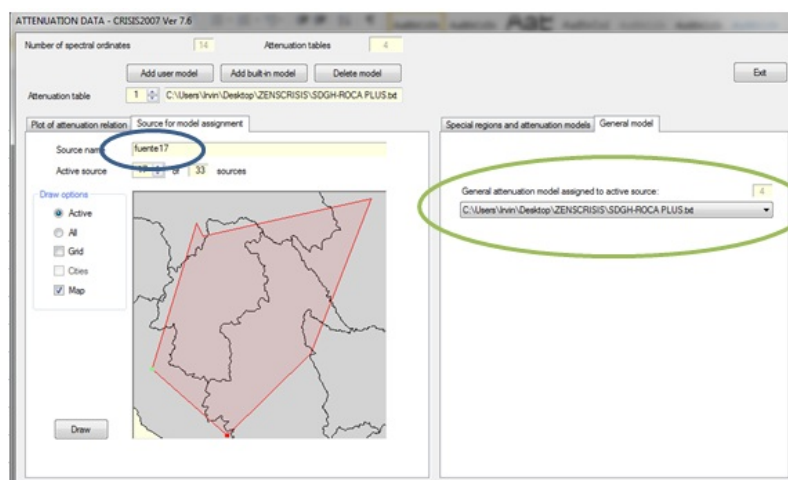 ATTENUATION DATA - CRISIS2007 Ver 7.6
Number of spectral ordinates 14 Attenuation tables 4
Add user model Add built-in model Delete model Exit
Attenuation table 1 C:\Users\Irvin\Desktop\ZENSCRISIS\SDGH-ROCA PLUS.txt
Plot of attenuation relation Source for model assignment
Source name fuente17
Active source 17 of 33 sources
Draw options
Active
All
Grid
Cities
Map
Draw
Special regions and attenuation models General model
General attenuation model assigned to active source: 4
C:\Users\Irvin\Desktop\ZENSCRISIS\SDGH-ROCA PLUS.txt